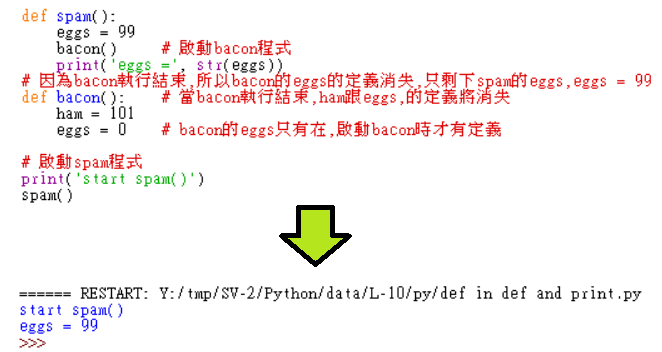 def spam():
    eggs = 99
    bacon()     # 啟動bacon程式
    print('eggs =', str(eggs))
# 因為bacon執行結束,所以bacon的eggs的定義消失,只剩下spam的eggs,eggs = 99
def bacon():    # 當bacon執行結束,ham跟eggs,的定義將消失
    ham = 101
    eggs = 0    # bacon的eggs只有在,啟動bacon時才有定義
# 啟動spam程式
print('start spam()')
spam()
====== RESTART: Y:/tmp/SV-2/Python/data/L-10/py/def in def and print.py
start spam()
eggs = 99
>>>